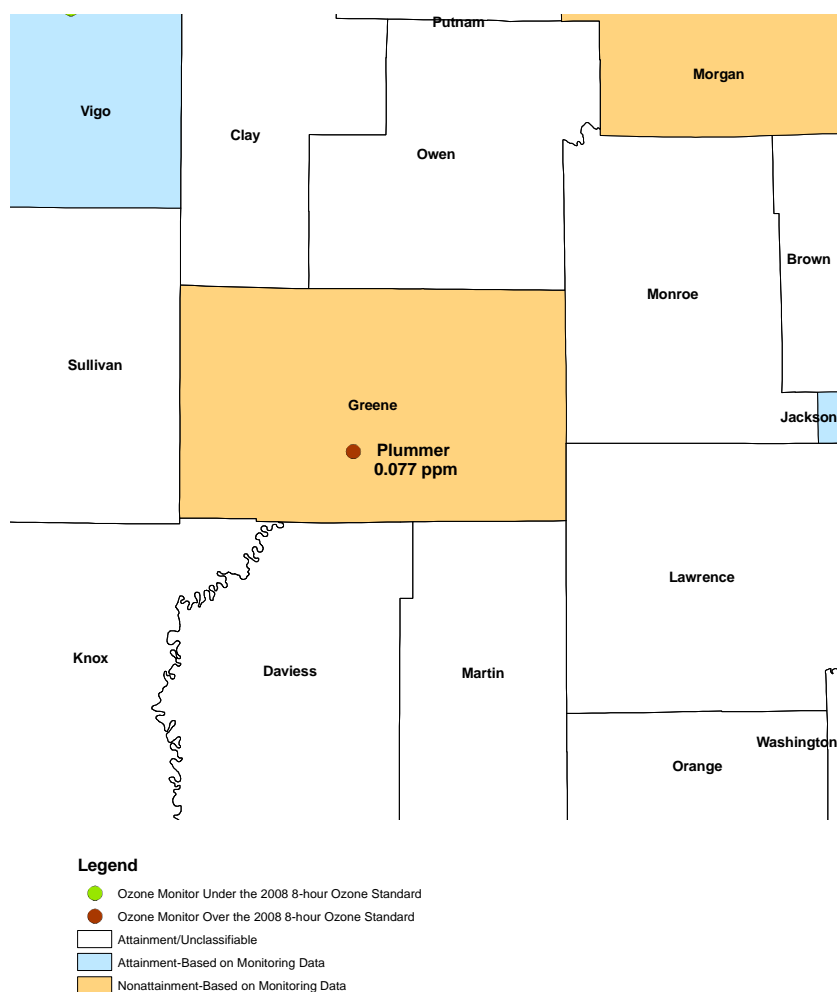 Putnam
Morgan
Vigo
Clay
Owen
Brown
Monroe
Sullivan
Greene
Jackson
Plummer
0.077 ppm
Lawrence
Knox
Daviess
Martin
Washington
Orange
Legend
Ozone Monitor Under the 2008 8-hour Ozone Standard
Ozone Monitor Over the 2008 8-hour Ozone Standard
Attainment/Unclassifiable
Attainment-Based on Monitoring Data
Nonattainment-Based on Monitoring Data